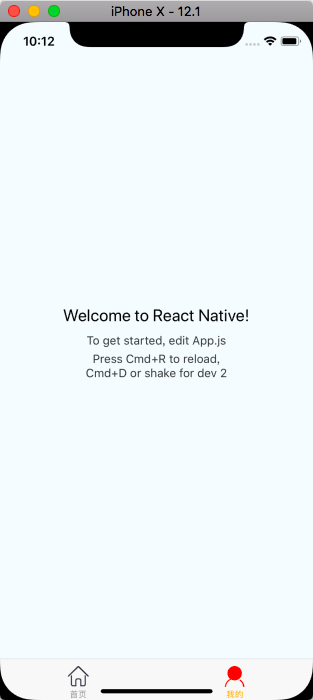 iPhone X - 12.1
10:12
Welcome to React Native!
To get started, edit App.js
Press Cmd+R to reload,
Cmd+D or shake for dev 2
首页
我的